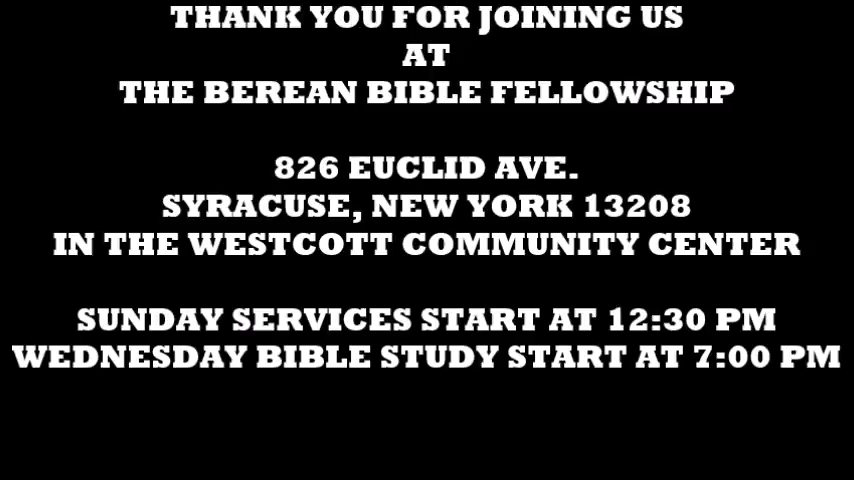 THANK YOU FOR JOINING US
AT
THE BEREAN BIBLE FELLOWSHIP
826 EUCLID AVE.
SYRACUSE, NEW YORK 13208
IN THE WESTCOTT COMMUNITY CENTER
SUNDAY SERVICES START AT 12:30 PM
WEDNESDAY BIBLE STUDY START AT 7:00 PM